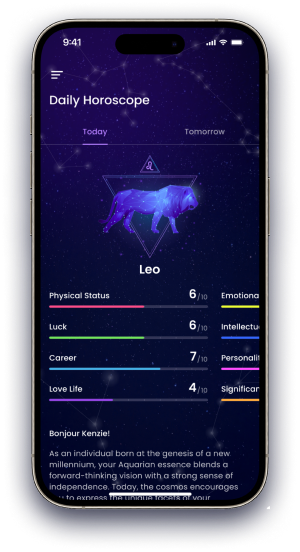 9:41
Daily Horoscope
Today Tomorrow
♌
Leo
Physical Status 6/10 Emotiona
Luck 6/10 Intellectu
Career 7/10 Personalit
Love Life 4/10 Significan
Bonjour Kenzie!
As an individual born at the genesis of a new
millennium, your Aquarian essence blends a
forward-thinking vision with a strong sense of
independence. Today, the cosmos encourages
you to express the unique facets of your